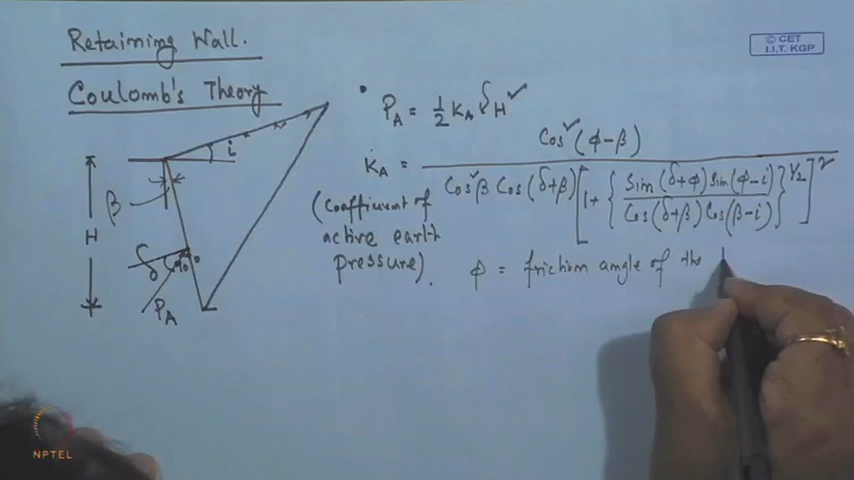 Retaining Wall.
© CET
I.I.T. KGP
Coulomb's Theory
P_A = 1/2 K_A γ H²
K_A = Cos²(φ-β) / Cos²β Cos(δ+β) [1 + {Sin(δ+φ) Sin(φ-i) / Cos(δ+β) Cos(β-i)}^1/2]²
(Coefficient of
active earth
pressure).
φ = friction angle of the
i
β
H
δ
90°
P_A
NPTEL